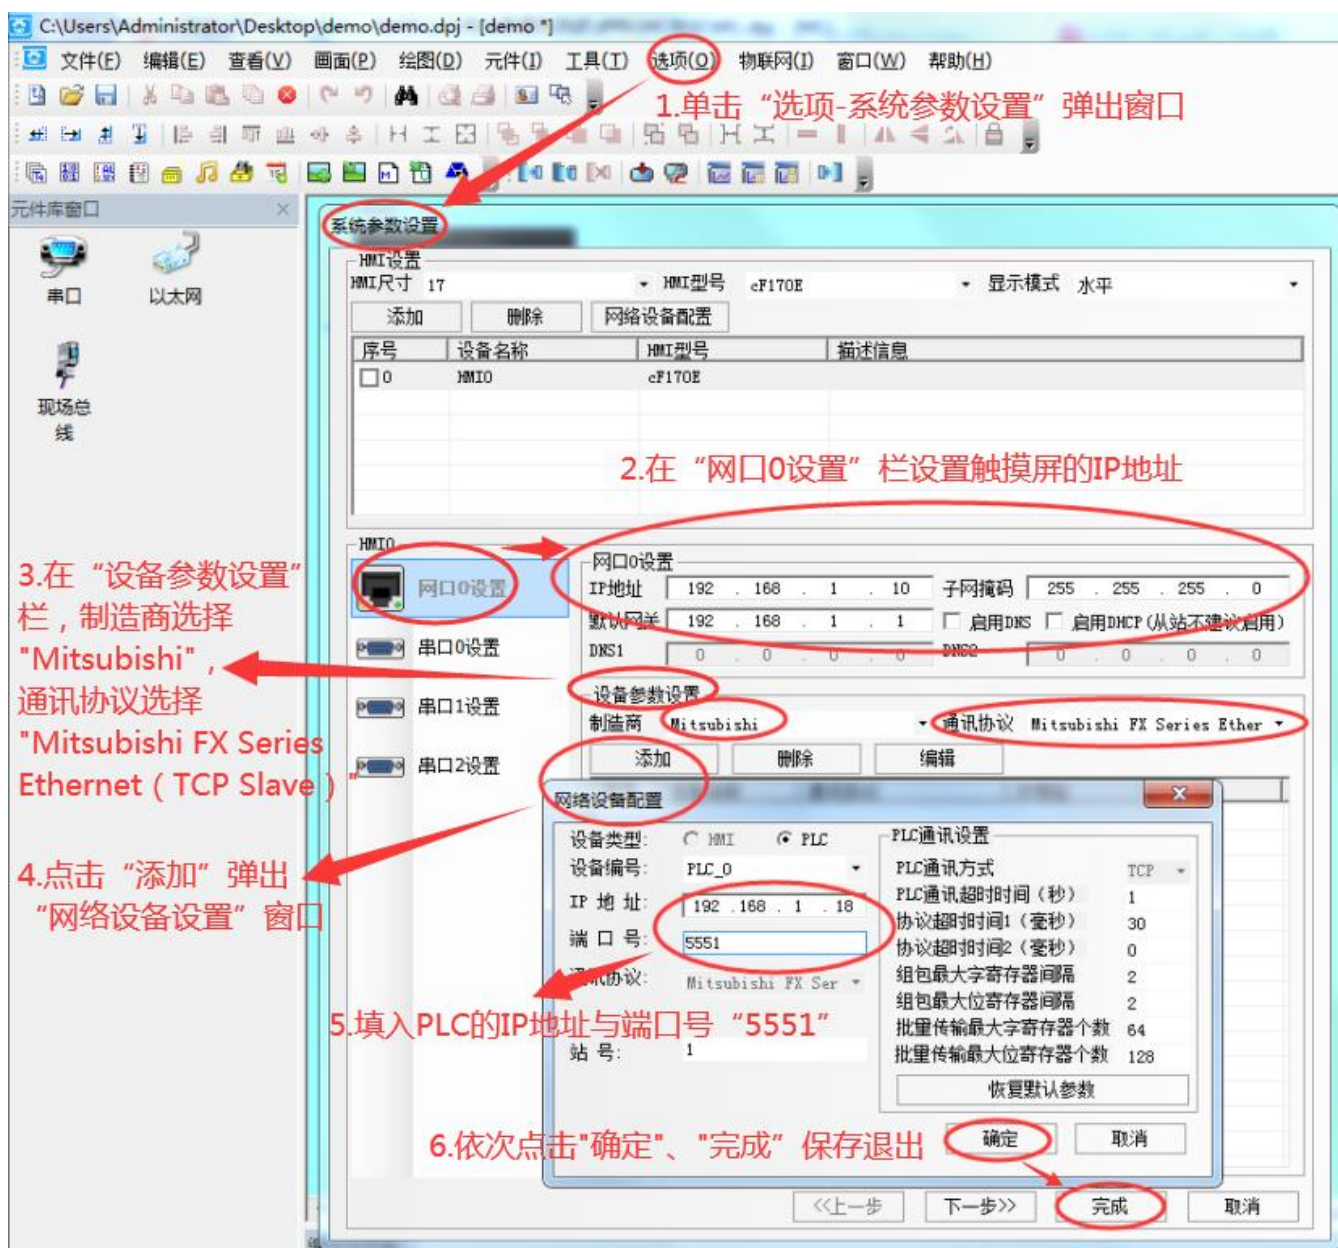 C:\Users\Administrator\Desktop\demo\demo.dpj - [demo *]
文件(F) 编辑(E) 查看(V) 画面(P) 绘图(D) 元件(I) 工具(T) 选项(O) 物联网(I) 窗口(W) 帮助(H)
1.单击“选项-系统参数设置”弹出窗口
元件库窗口
串口 以太网
现场总
线
系统参数设置
HMI设置
HMI尺寸 17 HMI型号 cF170E 显示模式 水平
添加 删除 网络设备配置
序号 设备名称 HMI型号 描述信息
0 HMI0 cF170E
2.在“网口0设置”栏设置触摸屏的IP地址
HMI0
网口0设置
串口0设置
串口1设置
串口2设置
网口0设置
IP地址 192 . 168 . 1 . 10 子网掩码 255 . 255 . 255 . 0
默认网关 192 . 168 . 1 . 1 启用DNS 启用DHCP(从站不建议启用)
DNS1 0 . 0 . 0 . 0 DNS2 0 . 0 . 0 . 0
3.在“设备参数设置”
栏，制造商选择
"Mitsubishi"，
通讯协议选择
"Mitsubishi FX Series
Ethernet（TCP Slave）"
设备参数设置
制造商 Mitsubishi 通讯协议 Mitsubishi FX Series Ether
添加 删除 编辑
4.点击“添加”弹出
“网络设备设置”窗口
网络设备配置
设备类型: HMI PLC
设备编号: PLC_0
IP 地 址: 192 .168 . 1 . 18
端 口 号: 5551
通讯协议: Mitsubishi FX Ser
5.填入PLC的IP地址与端口号“5551”
站 号: 1
PLC通讯设置
PLC通讯方式 TCP
PLC通讯超时时间（秒） 1
协议超时时间1（毫秒） 30
协议超时时间2（毫秒） 0
组包最大字寄存器间隔 2
组包最大位寄存器间隔 2
批里传输最大字寄存器个数 64
批里传输最大位寄存器个数 128
恢复默认参数
确定 取消
6.依次点击"确定"、"完成”保存退出
<<上一步 下一步>> 完成 取消